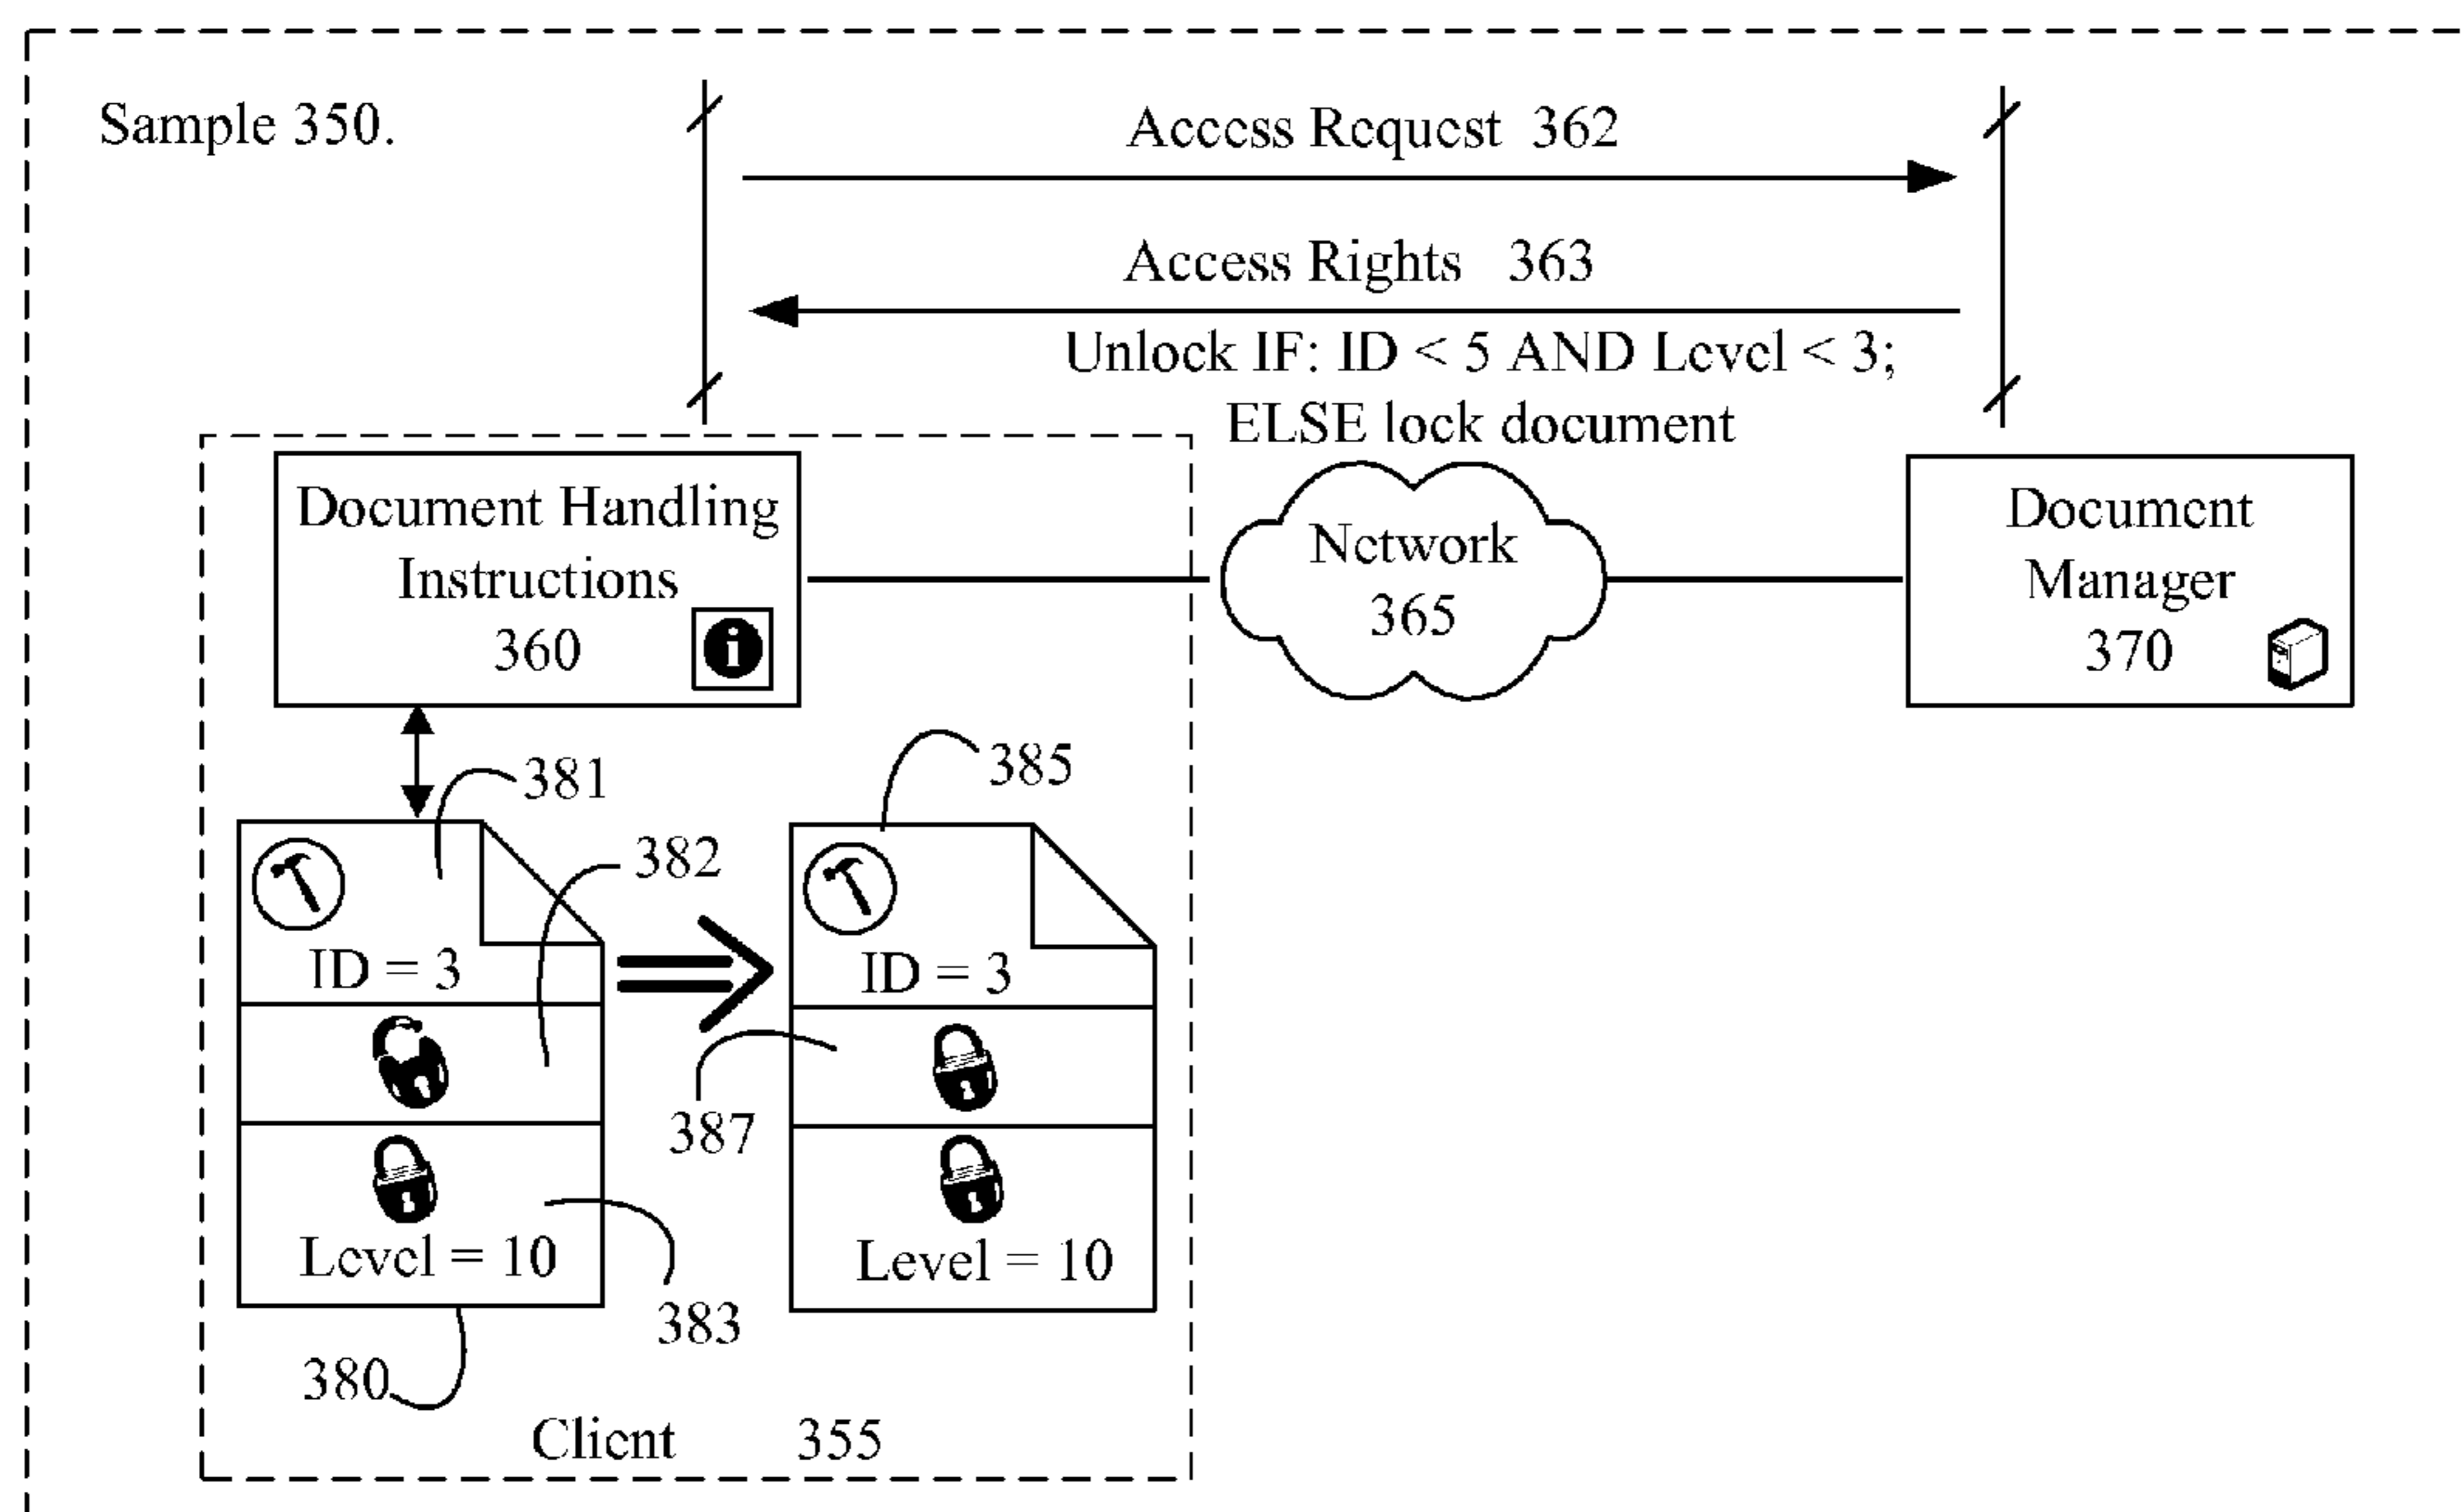 Sample 350.
Access Request 362
Access Rights 363
Unlock IF: ID < 5 AND Level < 3;
ELSE lock document
Document Handling
Instructions
360
i
Network
365
Document
Manager
370
381
385
382
ID = 3
ID = 3
387
Level = 10
Level = 10
383
380
Client 355